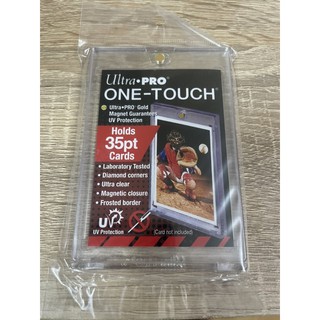 Ultra•PRO®
ONE-TOUCH®
Ultra•PRO® Gold
Magnet Guarantee
UV Protection
Holds
35pt
Cards
• Laboratory Tested
• Diamond corners
• Ultra clear
• Magnetic closure
• Frosted border
UV
UV Protection
(Card not included)